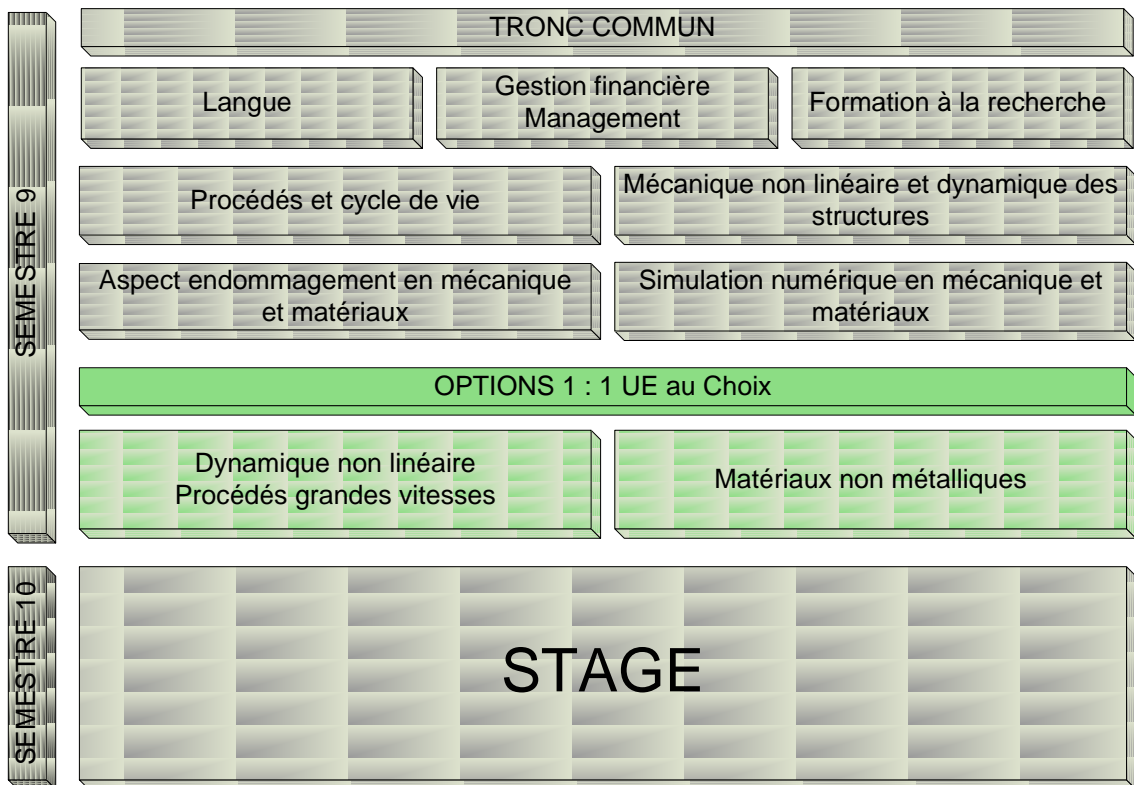 SEMESTRE 9
TRONC COMMUN
Langue
Gestion financière
Management
Formation à la recherche
Procédés et cycle de vie
Mécanique non linéaire et dynamique des
structures
Aspect endommagement en mécanique
et matériaux
Simulation numérique en mécanique et
matériaux
OPTIONS 1 : 1 UE au Choix
Dynamique non linéaire
Procédés grandes vitesses
Matériaux non métalliques
SEMESTRE 10
STAGE